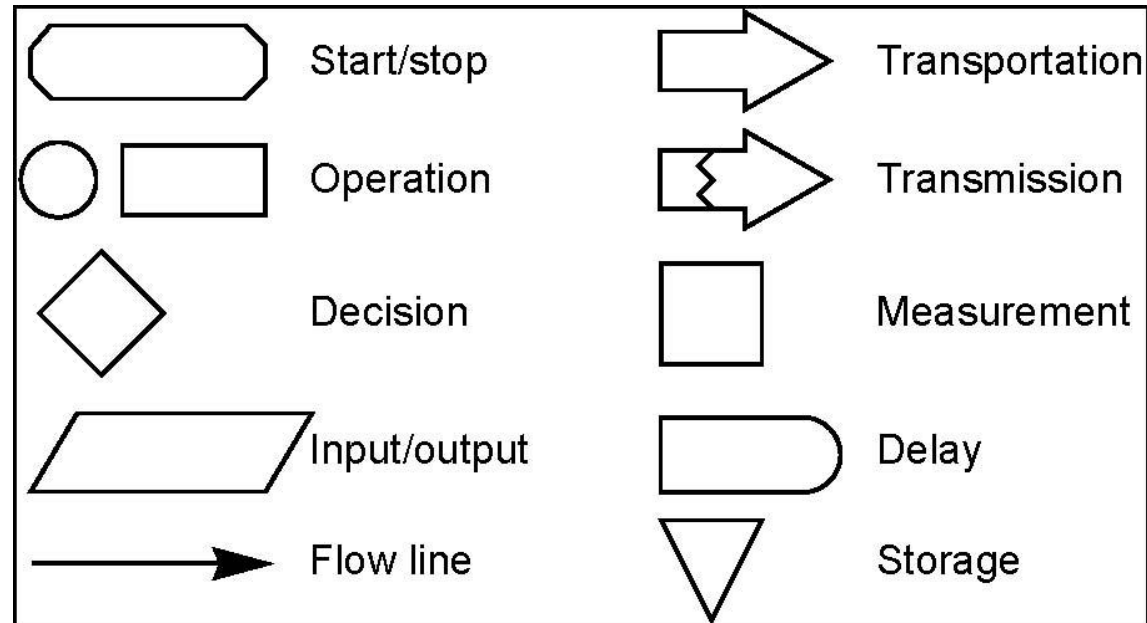 Start/stop
Operation
Decision
Input/output
Flow line
Transportation
Transmission
Measurement
Delay
Storage